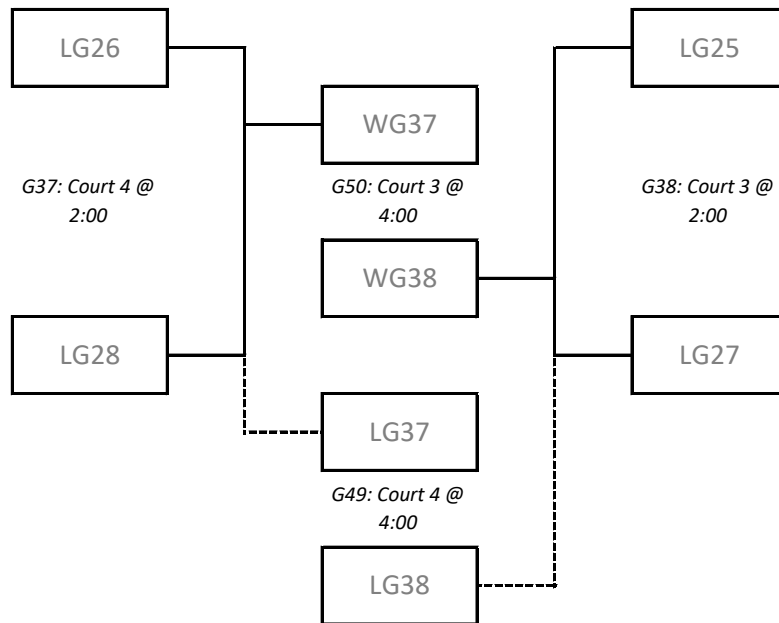 LG26
LG25
WG37
G37: Court 4 @
2:00
G50: Court 3 @
4:00
G38: Court 3 @
2:00
WG38
LG28
LG27
LG37
G49: Court 4 @
4:00
LG38